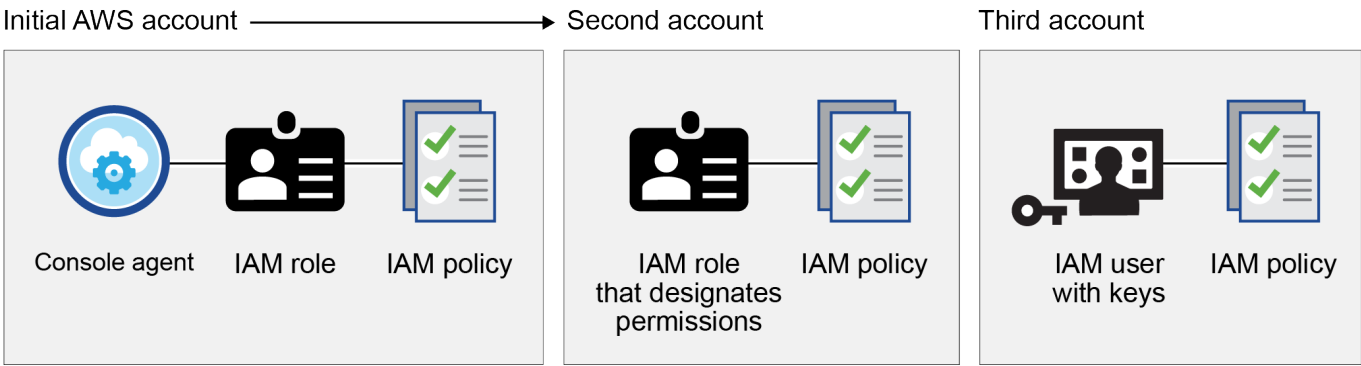 Initial AWS account
Second account
Third account
Console agent
IAM role
IAM policy
IAM role
that designates
permissions
IAM policy
IAM user
with keys
IAM policy